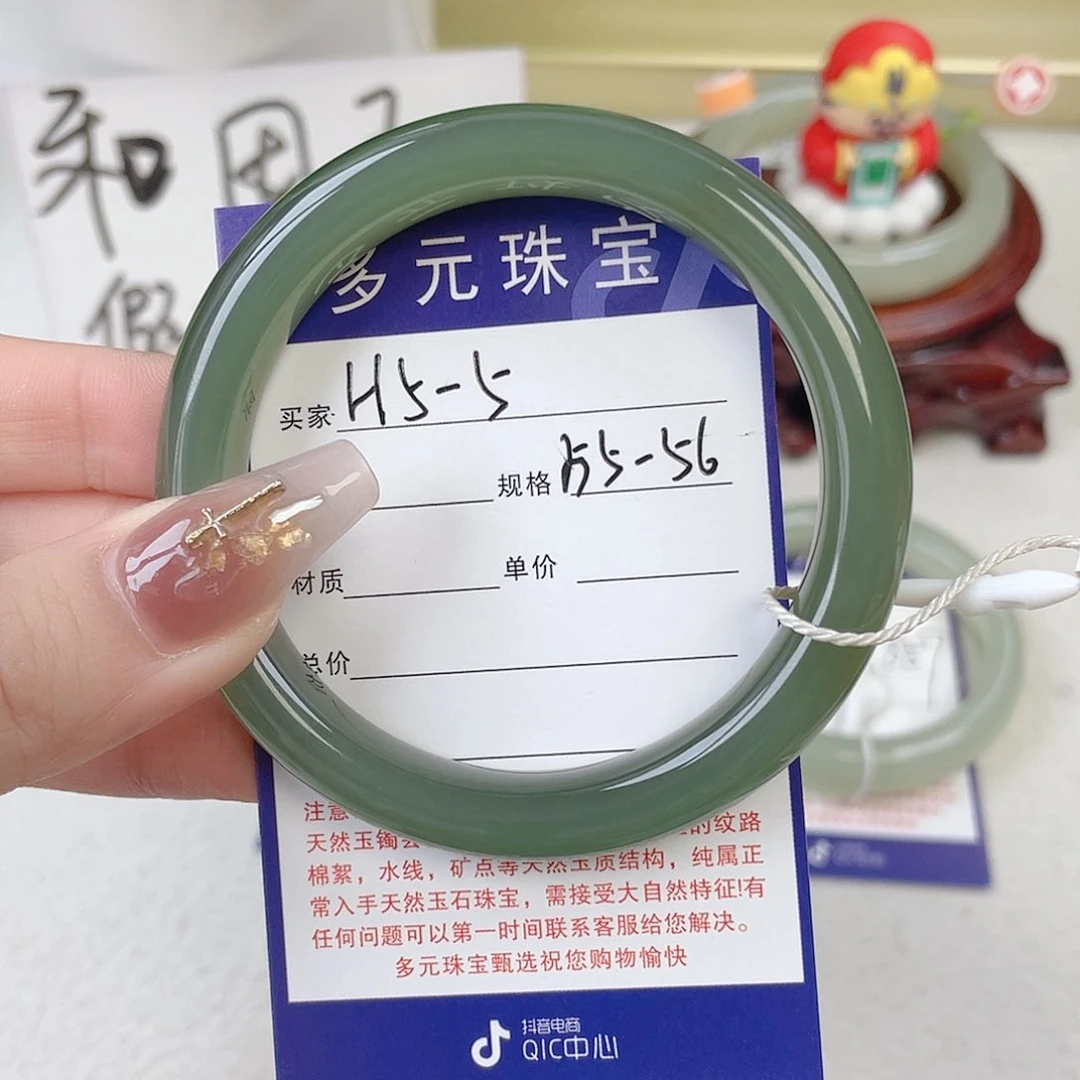 和田
假
多元珠宝
买家: H5-5
规格 55-56
材质 单价
总价
注意
天然玉镯 的纹路
棉絮，水线，矿点等天然玉质结构，纯属正
常入手天然玉石珠宝，需接受大自然特征!有
任何问题可以第一时间联系客服给您解决。
多元珠宝甄选祝您购物愉快
抖音电商
QIC中心